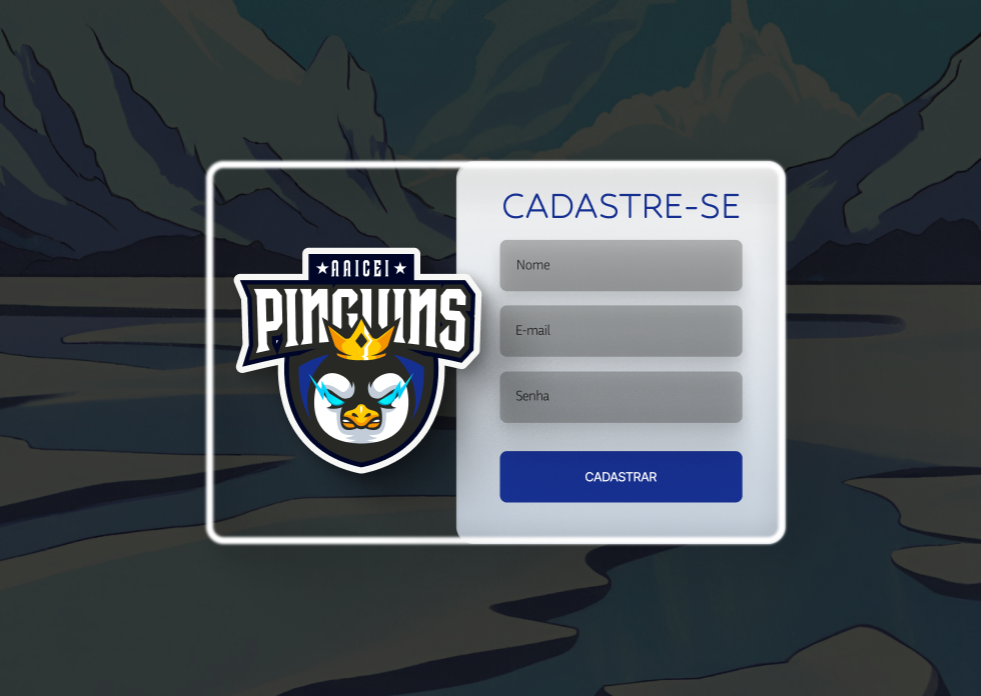 AAICEI
PINGUINS
CADASTRE-SE
Nome
E-mail
Senha
CADASTRAR